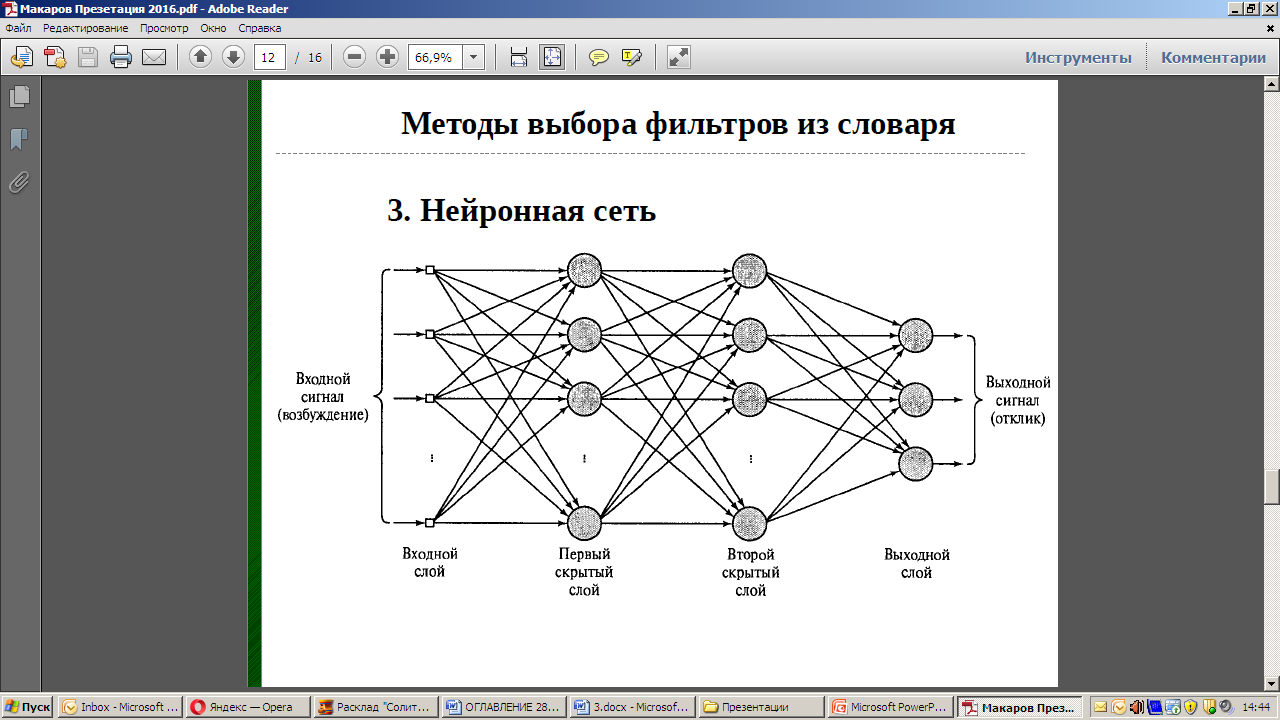 Макаров Презетация 2016.pdf - Adobe Reader
Файл Редактирование Просмотр Окно Справка
12 / 16 66,9% Инструменты Комментарии
Методы выбора фильтров из словаря
3. Нейронная сеть
Входной
сигнал
(возбуждение)
Выходной
сигнал
(отклик)
Входной
слой
Первый
скрытый
слой
Второй
скрытый
слой
Выходной
слой
Пуск Inbox - Microsoft ... Яндекс — Opera Расклад "Солит... ОГЛАВЛЕНИЕ 28... 3.docx - Microsof... Презентации Microsoft PowerP... Макаров През... 14:44